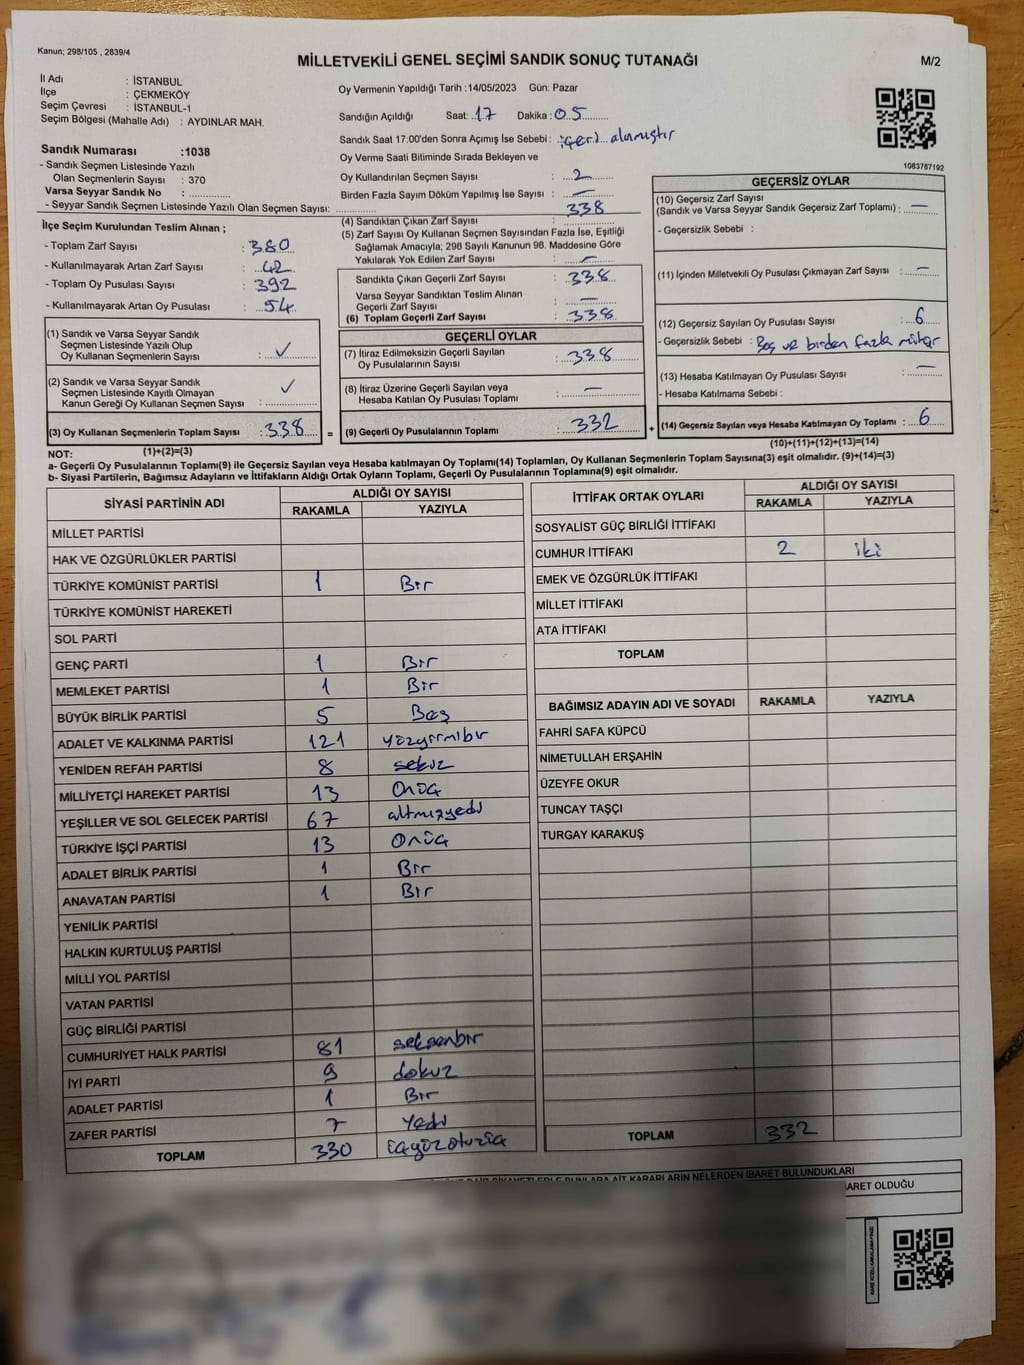 Kanun; 298/105 , 2839/4
MİLLETVEKİLİ GENEL SEÇİMİ SANDIK SONUÇ TUTANAĞI
M/2
İl Adı : İSTANBUL
İlçe : ÇEKMEKÖY
Seçim Çevresi : İSTANBUL-1
Seçim Bölgesi (Mahalle Adı) : AYDINLAR MAH.
Sandık Numarası :1038
- Sandık Seçmen Listesinde Yazılı
Olan Seçmenlerin Sayısı : 370
Varsa Seyyar Sandık No :
- Seyyar Sandık Seçmen Listesinde Yazılı Olan Seçmen Sayısı:
Oy Vermenin Yapıldığı Tarih :14/05/2023 Gün: Pazar
Sandığın Açıldığı Saat: 17 Dakika: 05
Sandık Saat 17:00'den Sonra Açımış İse Sebebi : içeri alınmıştır
Oy Verme Saati Bitiminde Sırada Bekleyen ve
Oy Kullandırılan Seçmen Sayısı : 2
Birden Fazla Sayım Döküm Yapılmış İse Sayısı : —
1083787192
İlçe Seçim Kurulundan Teslim Alınan ;
- Toplam Zarf Sayısı : 380
- Kullanılmayarak Artan Zarf Sayısı : 42
- Toplam Oy Pusulası Sayısı : 392
- Kullanılmayarak Artan Oy Pusulası : 54
(1) Sandık ve Varsa Seyyar Sandık
Seçmen Listesinde Yazılı Olup
Oy Kullanan Seçmenlerin Sayısı : ✓
(2) Sandık ve Varsa Seyyar Sandık
Seçmen Listesinde Kayıtlı Olmayan ✓
Kanun Gereği Oy Kullanan Seçmen Sayısı :
(3) Oy Kullanan Seçmenlerin Toplam Sayısı : 338
(1)+(2)=(3)
(4) Sandıktan Çıkan Zarf Sayısı : 338
(5) Zarf Sayısı Oy Kullanan Seçmen Sayısından Fazla İse, Eşitliği
Sağlamak Amacıyla; 298 Sayılı Kanunun 98. Maddesine Göre
Yakılarak Yok Edilen Zarf Sayısı : —
Sandıkta Çıkan Geçerli Zarf Sayısı : 338
Varsa Seyyar Sandıktan Teslim Alınan
Geçerli Zarf Sayısı : —
(6) Toplam Geçerli Zarf Sayısı : 338
GEÇERLİ OYLAR
(7) İtiraz Edilmeksizin Geçerli Sayılan
Oy Pusulalarının Sayısı : 338
(8) İtiraz Üzerine Geçerli Sayılan veya
Hesaba Katılan Oy Pusulası Toplamı : —
= (9) Geçerli Oy Pusulalarının Toplamı : 332
GEÇERSİZ OYLAR
(10) Geçersiz Zarf Sayısı
(Sandık ve Varsa Seyyar Sandık Geçersiz Zarf Toplamı) : —
- Geçersizlik Sebebi :
(11) İçinden Milletvekili Oy Pusulası Çıkmayan Zarf Sayısı : —
(12) Geçersiz Sayılan Oy Pusulası Sayısı : 6
- Geçersizlik Sebebi : Boş ve birden fazla mühür
(13) Hesaba Katılmayan Oy Pusulası Sayısı : —
- Hesaba Katılmama Sebebi :
+ (14) Geçersiz Sayılan veya Hesaba Katılmayan Oy Toplamı : 6
(10)+(11)+(12)+(13)=(14)
NOT:
a- Geçerli Oy Pusulalarının Toplamı(9) ile Geçersiz Sayılan veya Hesaba katılmayan Oy Toplamı(14) Toplamları, Oy Kullanan Seçmenlerin Toplam Sayısına(3) eşit olmalıdır. (9)+(14)=(3)
b- Siyasi Partilerin, Bağımsız Adayların ve İttifakların Aldığı Ortak Oyların Toplamı, Geçerli Oy Pusulalarının Toplamına(9) eşit olmalıdır.
SİYASİ PARTİNİN ADI
ALDIĞI OY SAYISI
RAKAMLA YAZIYLA
MİLLET PARTİSİ
HAK VE ÖZGÜRLÜKLER PARTİSİ
TÜRKİYE KOMÜNİST PARTİSİ 1 Bir
TÜRKİYE KOMÜNİST HAREKETİ
SOL PARTİ
GENÇ PARTİ 1 Bir
MEMLEKET PARTİSİ 1 Bir
BÜYÜK BİRLİK PARTİSİ 5 Beş
ADALET VE KALKINMA PARTİSİ 121 yüzyirmibir
YENİDEN REFAH PARTİSİ 8 sekiz
MİLLİYETÇİ HAREKET PARTİSİ 13 Onüç
YEŞİLLER VE SOL GELECEK PARTİSİ 67 altmışyedi
TÜRKİYE İŞÇİ PARTİSİ 13 Onüç
ADALET BİRLİK PARTİSİ 1 Bir
ANAVATAN PARTİSİ 1 Bir
YENİLİK PARTİSİ
HALKIN KURTULUŞ PARTİSİ
MİLLİ YOL PARTİSİ
VATAN PARTİSİ
GÜÇ BİRLİĞİ PARTİSİ
CUMHURİYET HALK PARTİSİ 81 seksenbir
İYİ PARTİ 9 dokuz
ADALET PARTİSİ 1 Bir
ZAFER PARTİSİ 7 Yedi
TOPLAM 330 üçyüzotuz
İTTİFAK ORTAK OYLARI
ALDIĞI OY SAYISI
RAKAMLA YAZIYLA
SOSYALİST GÜÇ BİRLİĞİ İTTİFAKI
CUMHUR İTTİFAKI 2 iki
EMEK VE ÖZGÜRLÜK İTTİFAKI
MİLLET İTTİFAKI
ATA İTTİFAKI
TOPLAM
BAĞIMSIZ ADAYIN ADI VE SOYADI RAKAMLA YAZIYLA
FAHRİ SAFA KÜPCÜ
NİMETULLAH ERŞAHİN
ÜZEYFE OKUR
TUNCAY TAŞÇI
TURGAY KARAKUŞ
TOPLAM 332
KARARLARIN NELERDEN İBARET BULUNDUKLARI
BARET OLDUĞU